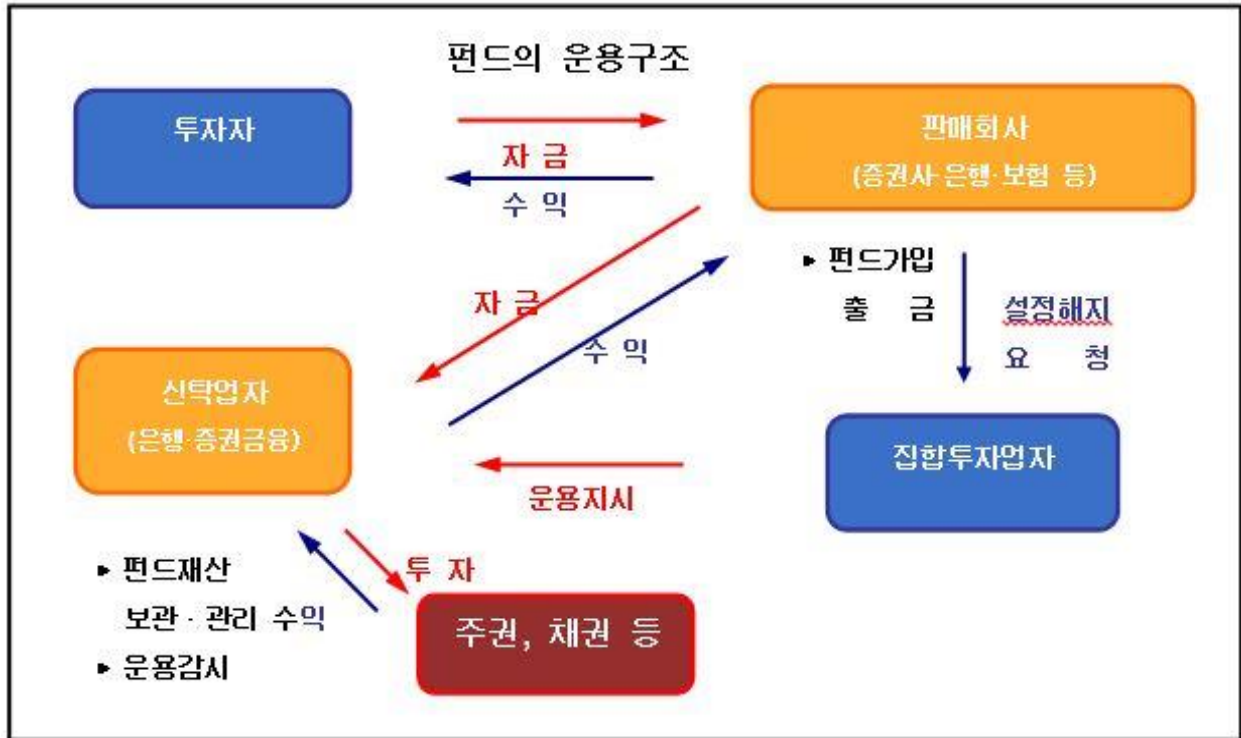 펀드의 운용구조
투자자
판매회사
(증권사·은행·보험 등)
자 금
수 익
▸ 펀드가입
출 금
설정해지
요 청
자 금
수 익
신탁업자
(은행·증권금융)
집합투자업자
운용지시
▸ 펀드재산
보관 · 관리 수익
▸ 운용감시
투 자
주권, 채권 등